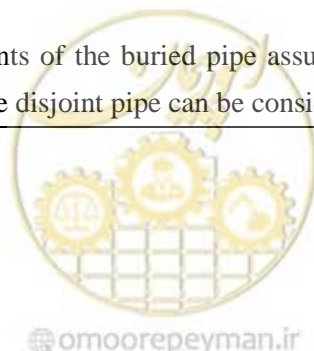 nts of the buried pipe assu
e disjoint pipe can be consi
omoorepeyman.ir